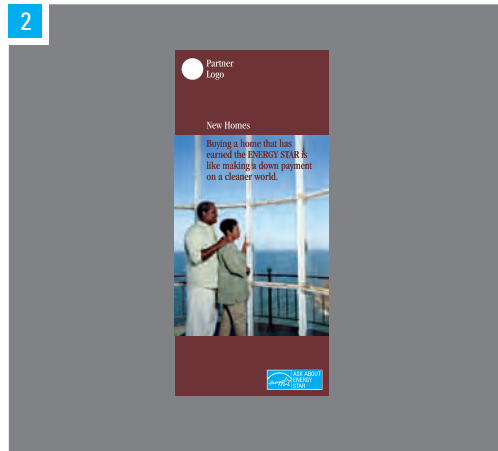 2
Partner
Logo
New Homes
Buying a home that has
earned the ENERGY STAR is
like making a down payment
on a cleaner world.
ASK ABOUT
ENERGY
STAR